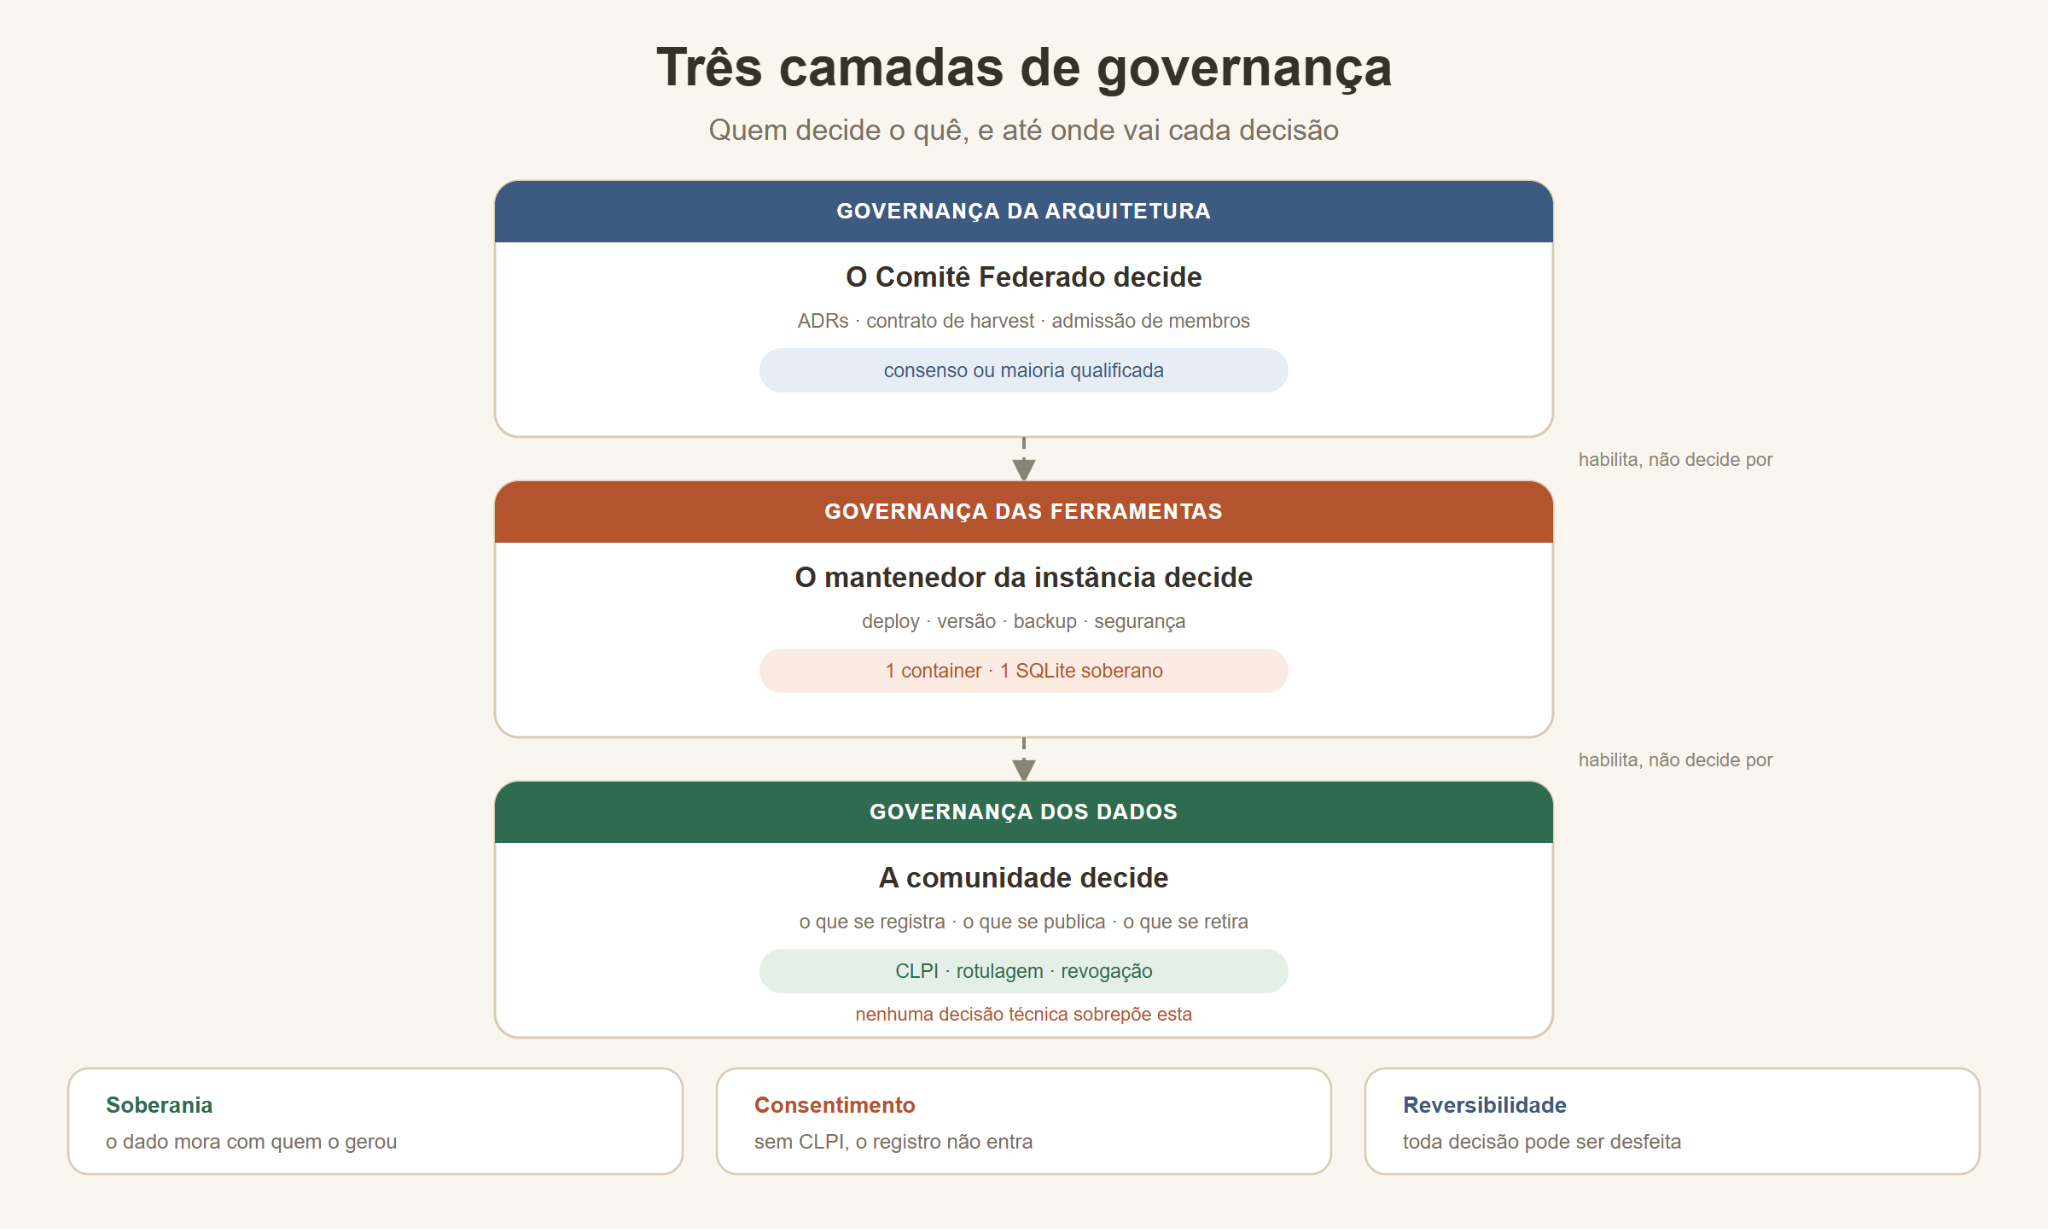 Três camadas de governança
Quem decide o quê, e até onde vai cada decisão
GOVERNANÇA DA ARQUITETURA
O Comitê Federado decide
ADRs · contrato de harvest · admissão de membros
consenso ou maioria qualificada
habilita, não decide por
GOVERNANÇA DAS FERRAMENTAS
O mantenedor da instância decide
deploy · versão · backup · segurança
1 container · 1 SQLite soberano
habilita, não decide por
GOVERNANÇA DOS DADOS
A comunidade decide
o que se registra · o que se publica · o que se retira
CLPI · rotulagem · revogação
nenhuma decisão técnica sobrepõe esta
Soberania
o dado mora com quem o gerou
Consentimento
sem CLPI, o registro não entra
Reversibilidade
toda decisão pode ser desfeita